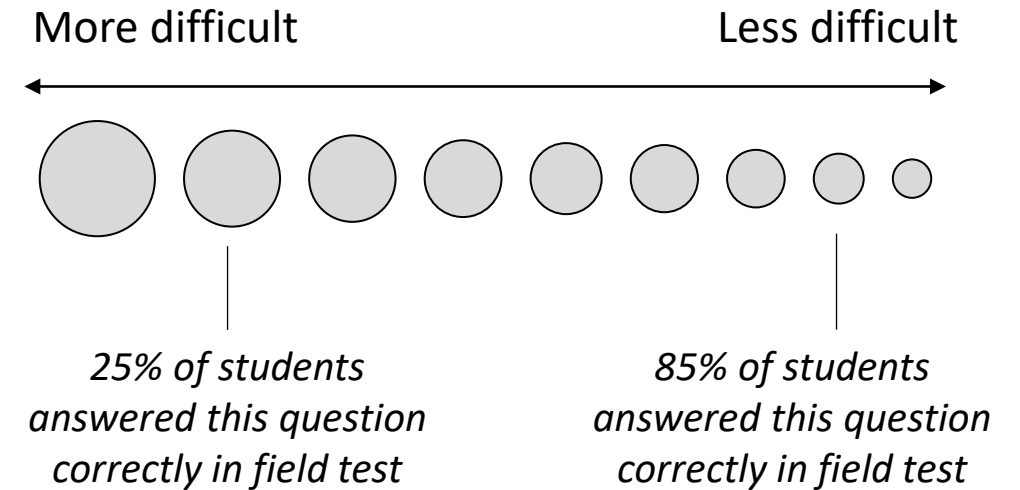 More difficult
Less difficult
25% of students
answered this question
correctly in field test
85% of students
answered this question
correctly in field test